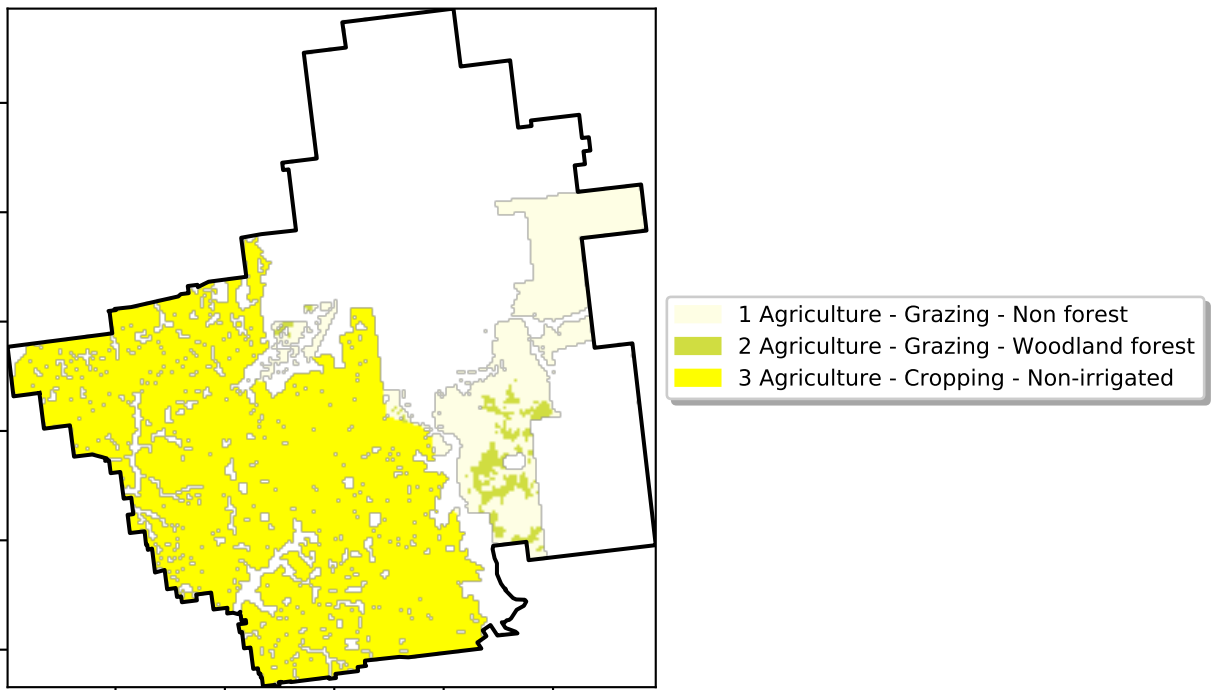 1 Agriculture - Grazing - Non forest
2 Agriculture - Grazing - Woodland forest
3 Agriculture - Cropping - Non-irrigated